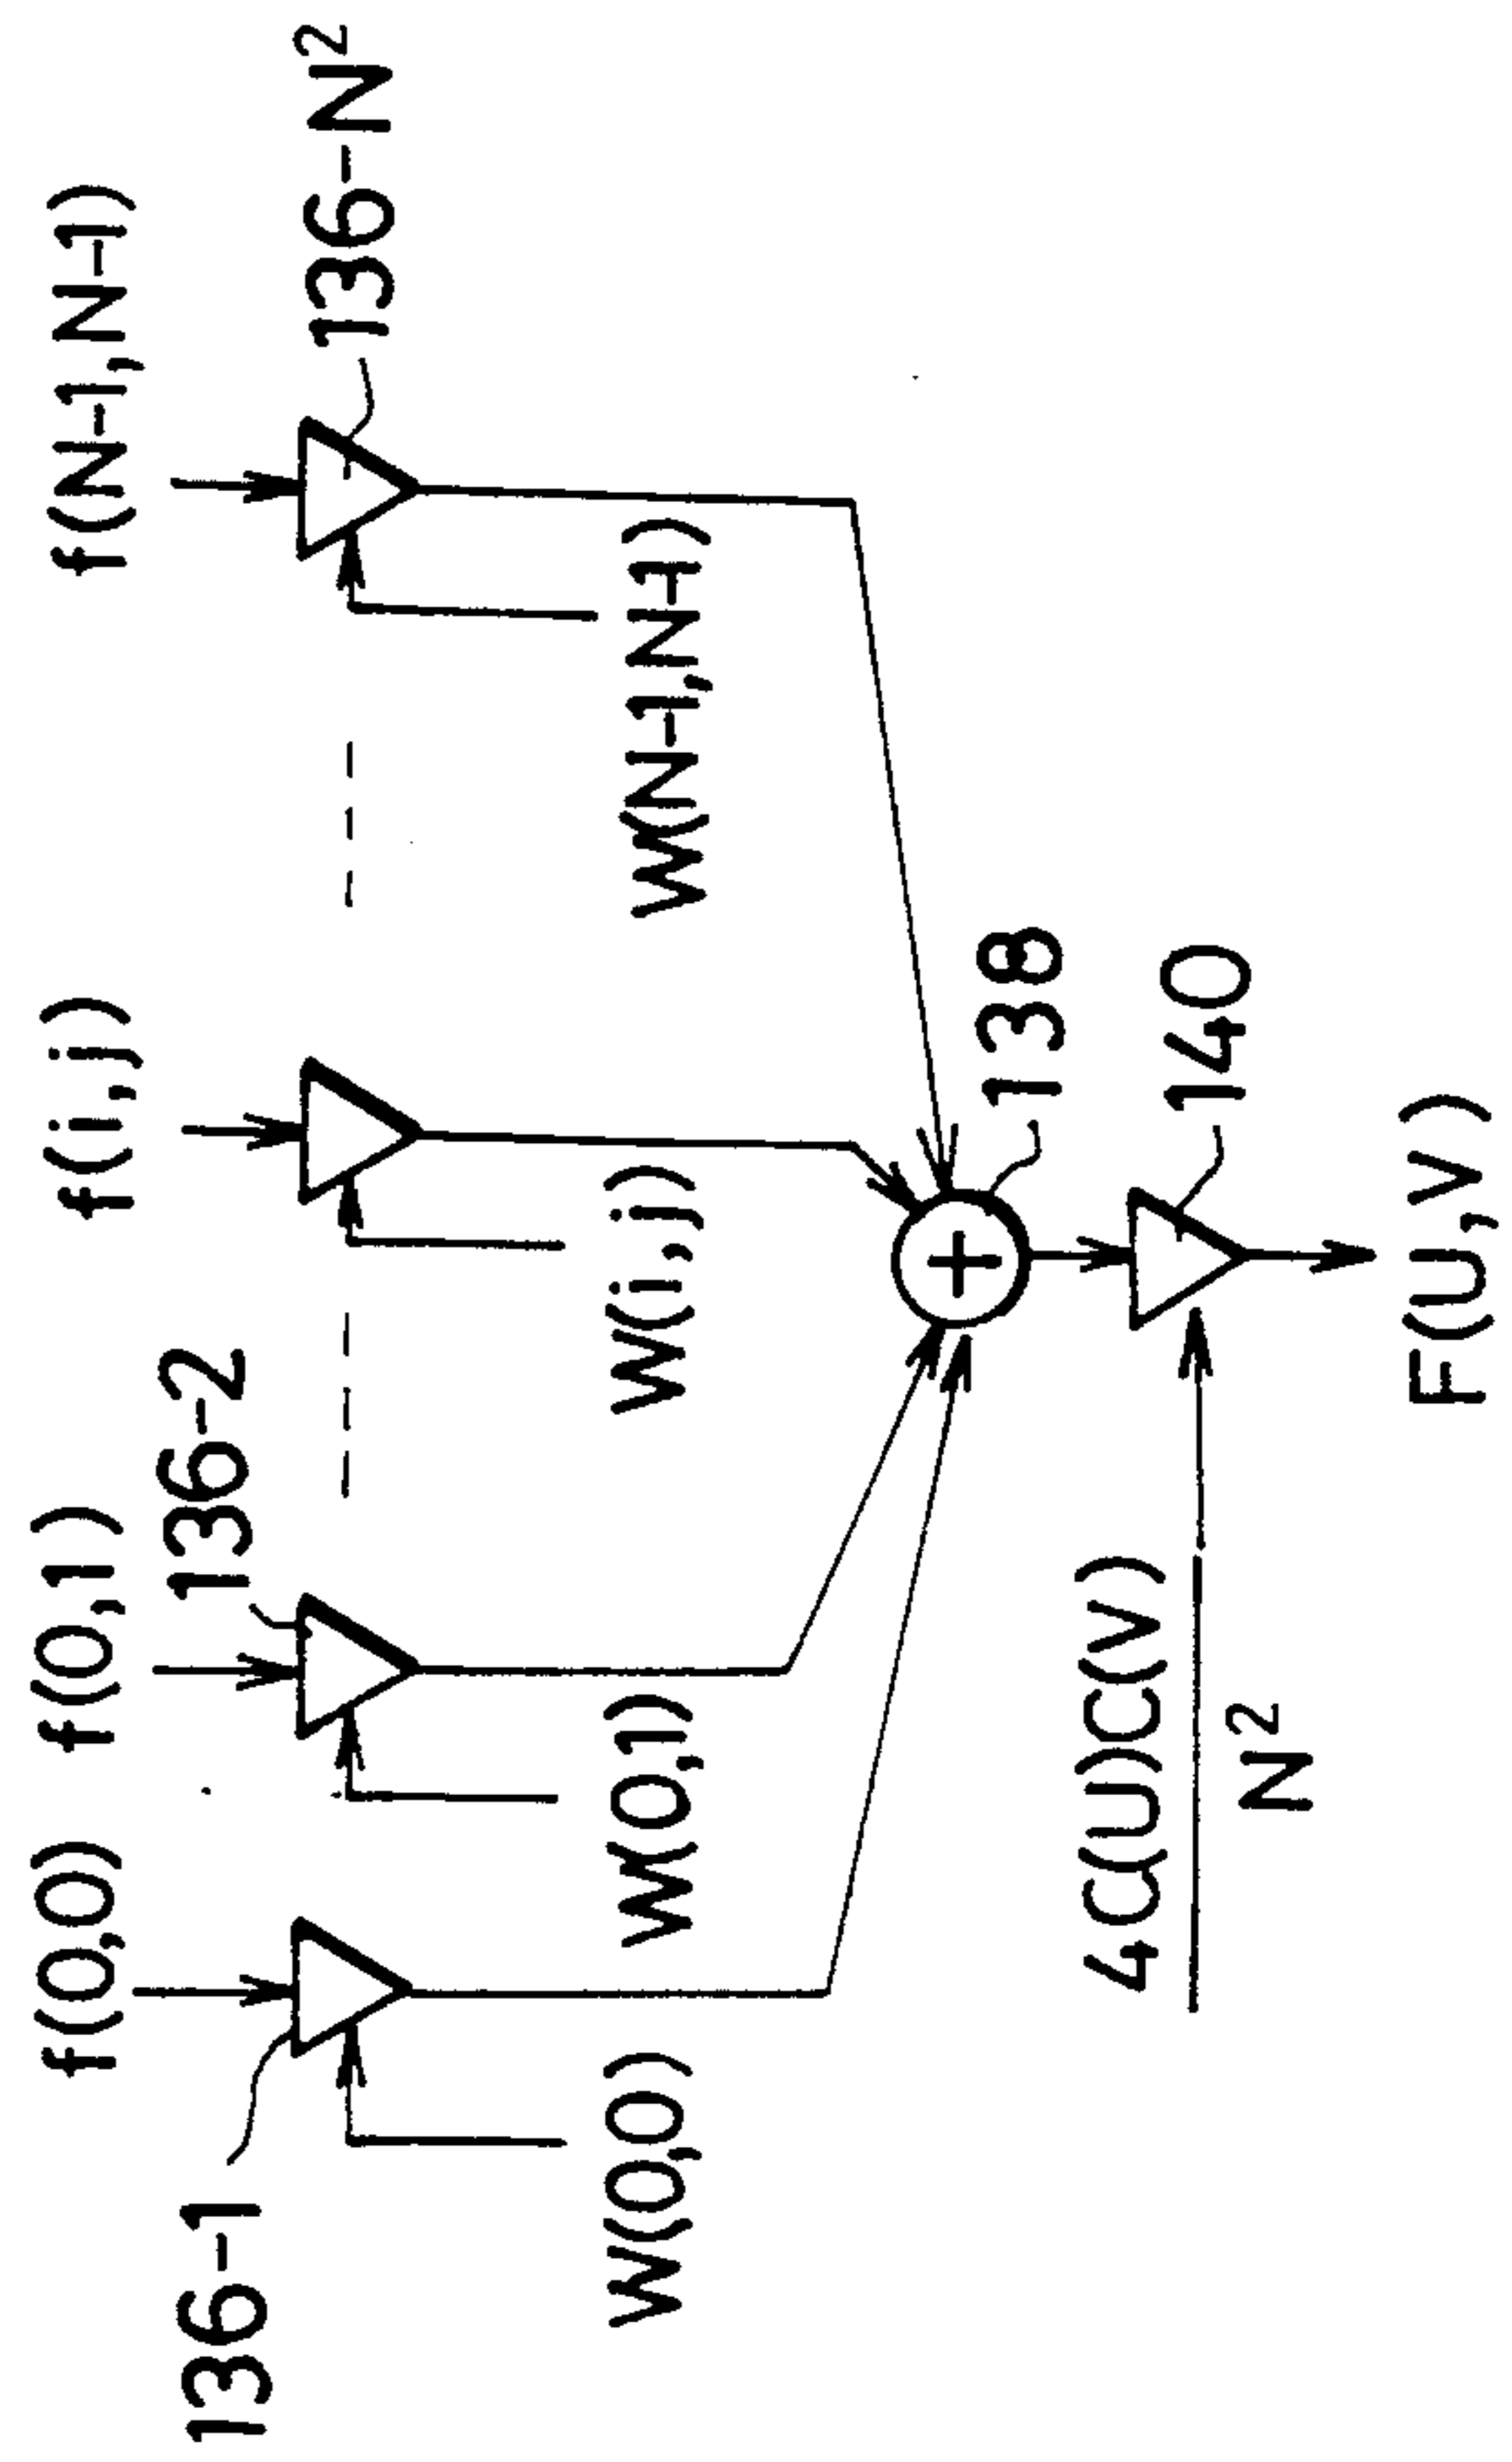 f(0,0) f(0,1) f(i,j) f(N-1,N-1)
136-1 136-2 136-N²
W(0,0) W(0,1) W(i,j) W(N-1,N-1)
+
138
4C(U)C(V)
N²
140
F(U,V)